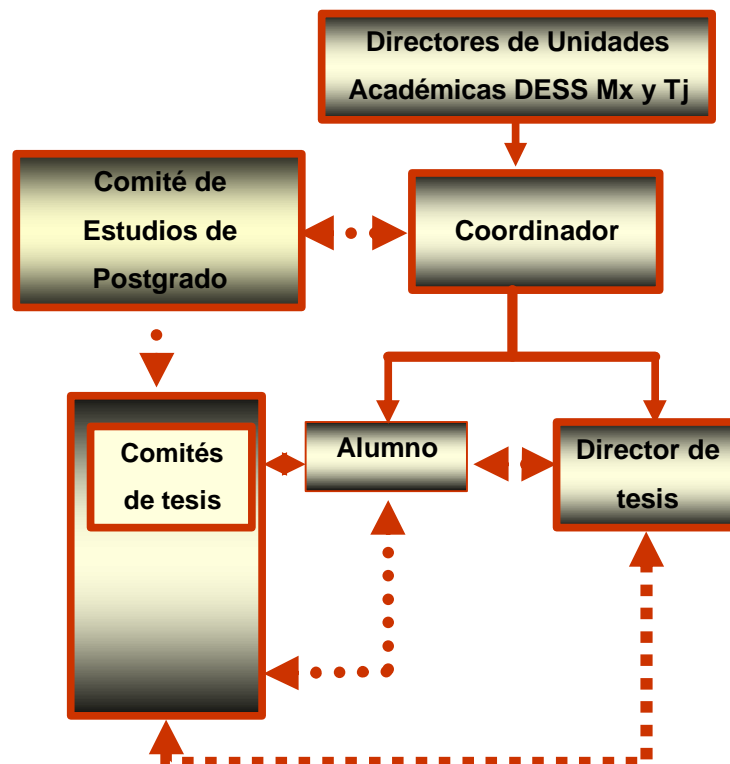 Directores de Unidades
Académicas DESS Mx y Tj
Comité de
Estudios de
Postgrado
Coordinador
Comités
de tesis
Alumno
Director de
tesis